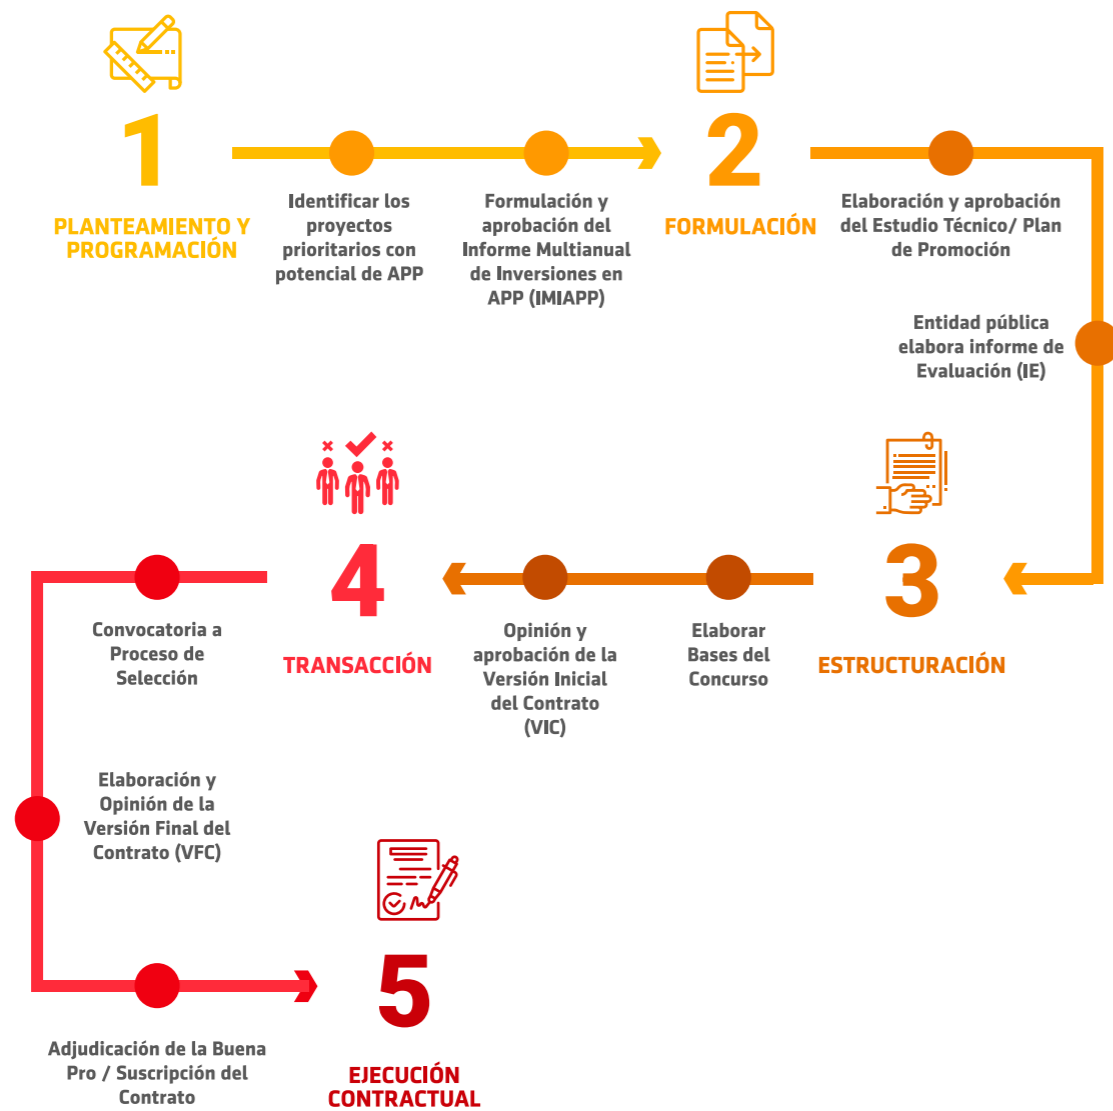 1
PLANTEAMIENTO Y
PROGRAMACIÓN
Identificar los
proyectos
prioritarios con
potencial de APP
Formulación y
aprobación del
Informe Multianual
de Inversiones en
APP (IMIAPP)
2
FORMULACIÓN
Elaboración y aprobación
del Estudio Técnico/ Plan
de Promoción
Entidad pública
elabora informe de
Evaluación (IE)
3
ESTRUCTURACIÓN
Elaborar
Bases del
Concurso
Opinión y
aprobación de la
Versión Inicial
del Contrato
(VIC)
4
TRANSACCIÓN
Convocatoria a
Proceso de
Selección
Elaboración y
Opinión de la
Versión Final del
Contrato (VFC)
Adjudicación de la Buena
Pro / Suscripción del
Contrato
5
EJECUCIÓN
CONTRACTUAL